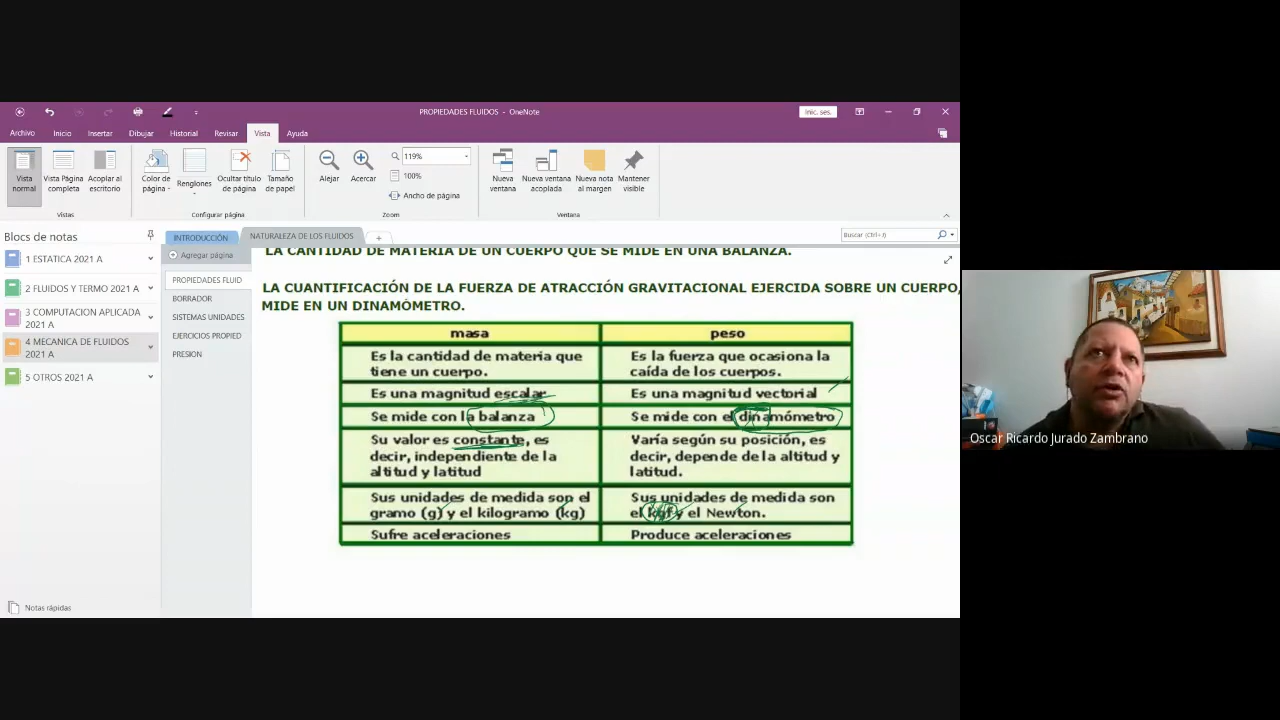 PROPIEDADES FLUIDOS - OneNote
Inic. ses.
Archivo Inicio Insertar Dibujar Historial Revisar Vista Ayuda
Vista normal
Vista Página completa
Acoplar al escritorio
Vistas
Color de página
Renglones
Ocultar título de página
Tamaño de papel
Configurar página
Alejar
Acercar
119%
100%
Ancho de página
Zoom
Nueva ventana
Nueva ventana acoplada
Nueva nota al margen
Mantener visible
Ventana
Blocs de notas
INTRODUCCIÓN
NATURALEZA DE LOS FLUIDOS
+
Buscar (Ctrl+J)
1 ESTATICA 2021 A
2 FLUIDOS Y TERMO 2021 A
3 COMPUTACION APLICADA
2021 A
4 MECANICA DE FLUIDOS
2021 A
5 OTROS 2021 A
Notas rápidas
Agregar página
PROPIEDADES FLUID
BORRADOR
SISTEMAS UNIDADES
EJERCICIOS PROPIED
PRESION
LA CANTIDAD DE MATERIA DE UN CUERPO QUE SE MIDE EN UNA BALANZA.
LA CUANTIFICACIÓN DE LA FUERZA DE ATRACCIÓN GRAVITACIONAL EJERCIDA SOBRE UN CUERPO,
MIDE EN UN DINAMÓMETRO.
masa
peso
Es la cantidad de materia que
tiene un cuerpo.
Es la fuerza que ocasiona la
caída de los cuerpos.
Es una magnitud escalar
Es una magnitud vectorial
Se mide con la balanza
Se mide con el dinamómetro
Su valor es constante, es
decir, independiente de la
altitud y latitud
Varía según su posición, es
decir, depende de la altitud y
latitud.
Sus unidades de medida son el
gramo (g) y el kilogramo (kg)
Sus unidades de medida son
el kgf y el Newton.
Sufre aceleraciones
Produce aceleraciones
Oscar Ricardo Jurado Zambrano